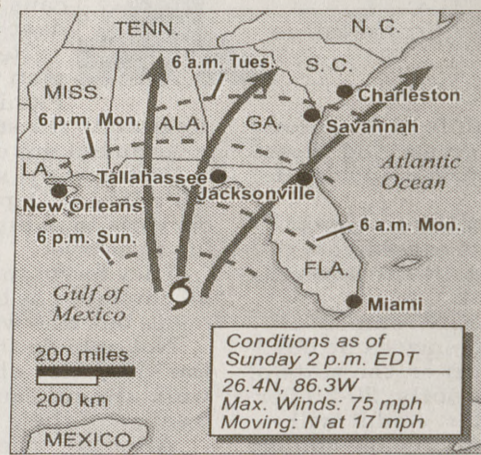 TENN.
N. C.
6 a.m. Tues.
S. C.
MISS.
Charleston
6 p.m. Mon.
ALA.
GA.
Savannah
LA.
Tallahassee
Atlantic
Ocean
Jacksonville
New Orleans
6 a.m. Mon.
6 p.m. Sun.
FLA.
Gulf of
Mexico
Miami
200 miles
200 km
Conditions as of
Sunday 2 p.m. EDT
26.4N, 86.3W
Max. Winds: 75 mph
Moving: N at 17 mph
MEXICO